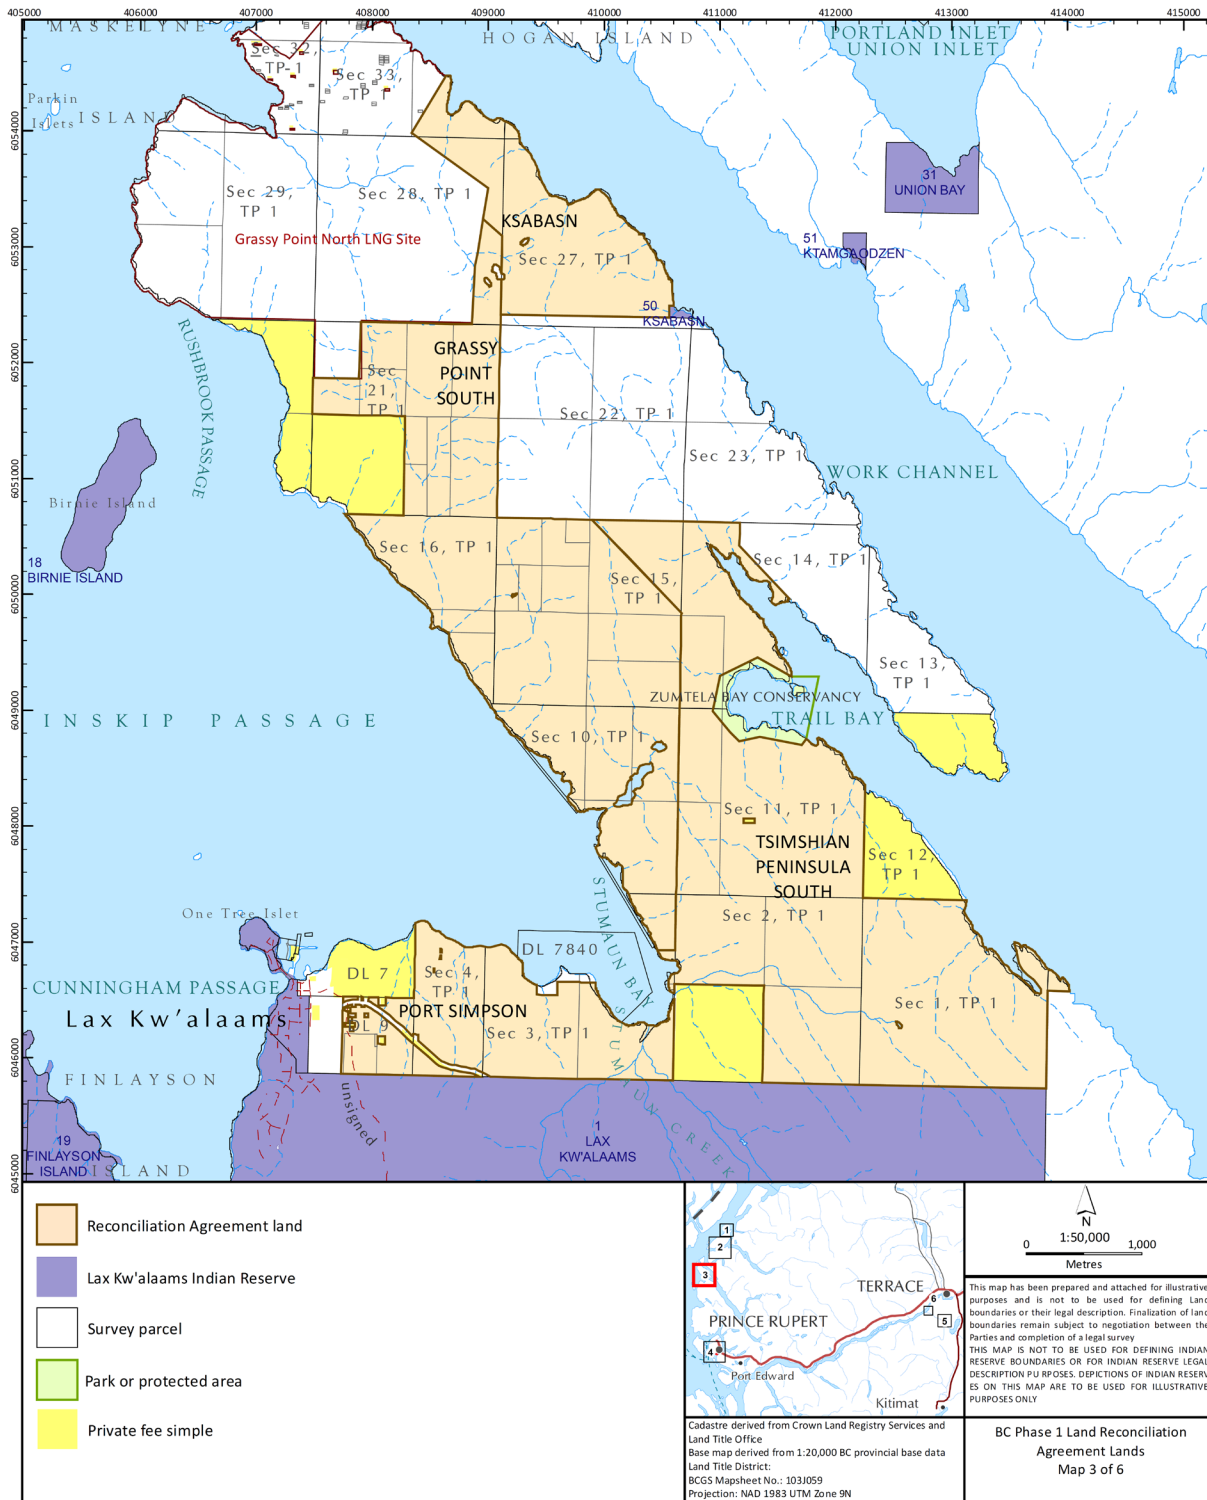 405000 406000 407000 408000 409000 410000 411000 412000 413000 414000 415000
MASKELYNE
HOGAN ISLAND
PORTLAND INLET
UNION INLET
Sec 32,
TP 1
Sec 33,
TP 1
Parkin
Islets
ISLAND
6054000
31
UNION BAY
Sec 29,
TP 1
Sec 28, TP 1
KSABASN
Grassy Point North LNG Site
51
KTAMGAODZEN
6053000
Sec 27, TP 1
50
KSABASN
RUSHBROOK PASSAGE
6052000
GRASSY
POINT
SOUTH
Sec
21,
TP 1
Sec 22, TP 1
Sec 23, TP 1
WORK CHANNEL
6051000
Birnie Island
18
BIRNIE ISLAND
Sec 16, TP 1
Sec 14, TP 1
Sec 15,
TP 1
6050000
Sec 13,
TP 1
ZUMTELA BAY CONSERVANCY
TRAIL BAY
6049000
INSKIP PASSAGE
Sec 10, TP 1
Sec 11, TP 1
6048000
TSIMSHIAN
PENINSULA
SOUTH
Sec 12,
TP 1
STUMAUN BAY
One Tree Islet
Sec 2, TP 1
6047000
DL 7840
DL 7
Sec 4,
TP 1
CUNNINGHAM PASSAGE
Sec 1, TP 1
PORT SIMPSON
Lax Kw'alaams
DL 9
Sec 3, TP 1
6046000
STUMAUN CREEK
FINLAYSON
unsigned
19
FINLAYSON
ISLAND
ISLAND
1
LAX
KW'ALAAMS
6045000
Reconciliation Agreement land
Lax Kw'alaams Indian Reserve
Survey parcel
Park or protected area
Private fee simple
1
2
3
TERRACE
6
5
PRINCE RUPERT
4
Port Edward
Kitimat
N
1:50,000
0 1,000
Metres
This map has been prepared and attached for illustrative
purposes and is not to be used for defining Land
boundaries or their legal description. Finalization of land
boundaries remain subject to negotiation between the
Parties and completion of a legal survey
THIS MAP IS NOT TO BE USED FOR DEFINING INDIAN
RESERVE BOUNDARIES OR FOR INDIAN RESERVE LEGAL
DESCRIPTION PU RPOSES. DEPICTIONS OF INDIAN RESERV
ES ON THIS MAP ARE TO BE USED FOR ILLUSTRATIVE
PURPOSES ONLY
Cadastre derived from Crown Land Registry Services and
Land Title Office
Base map derived from 1:20,000 BC provincial base data
Land Title District:
BCGS Mapsheet No.: 103J059
Projection: NAD 1983 UTM Zone 9N
BC Phase 1 Land Reconciliation
Agreement Lands
Map 3 of 6